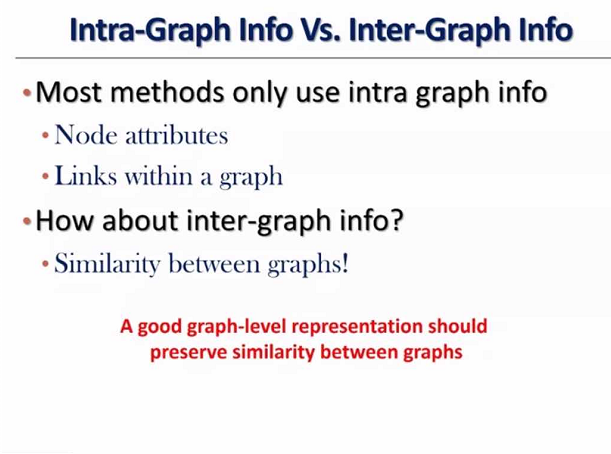 Intra-Graph Info Vs. Inter-Graph Info
•Most methods only use intra graph info
•Node attributes
•Links within a graph
•How about inter-graph info?
•Similarity between graphs!
A good graph-level representation should
preserve similarity between graphs